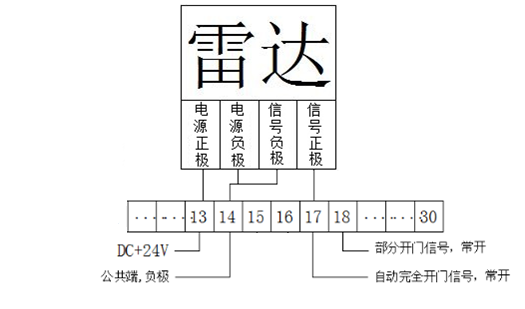 雷达
电源正极
电源负极
信号负极
信号正极
……13 14 15 16 17 18 ……30
DC+24V
部分开门信号，常开
公共端,负极
自动完全开门信号，常开